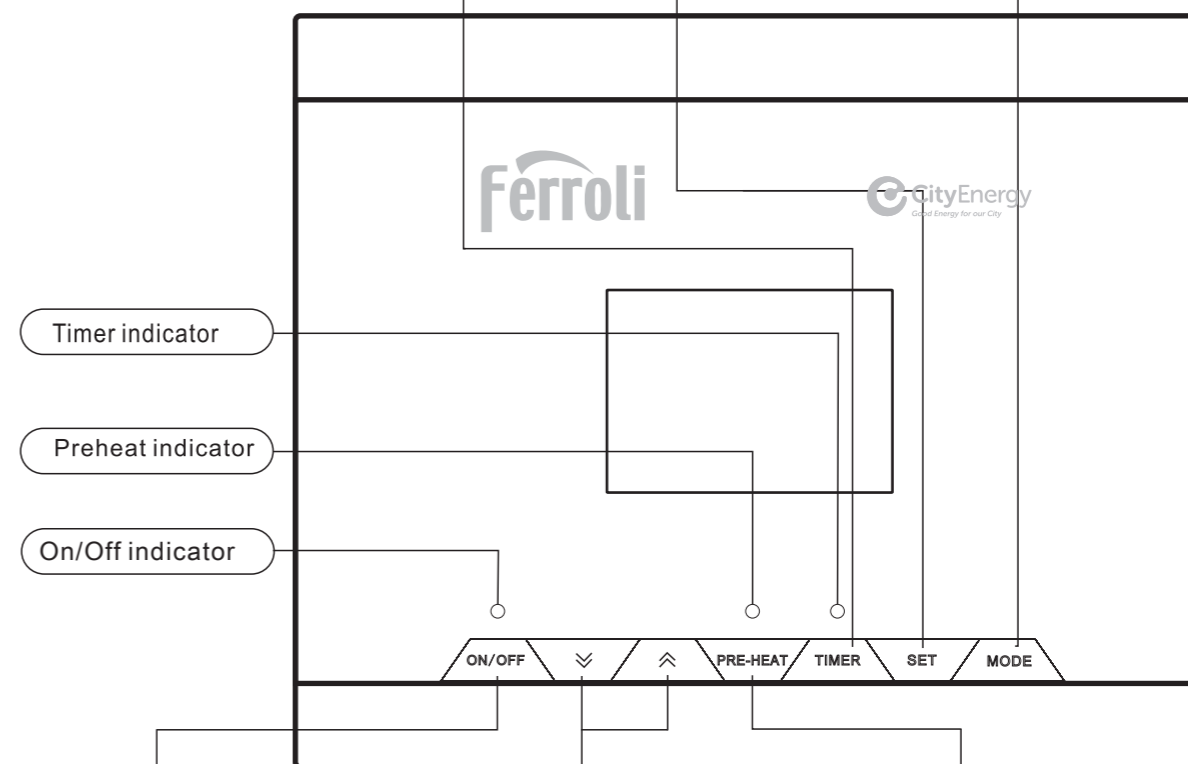 Ferroli
CityEnergy
Good Energy for our City
Timer indicator
Preheat indicator
On/Off indicator
ON/OFF
PRE-HEAT
TIMER
SET
MODE